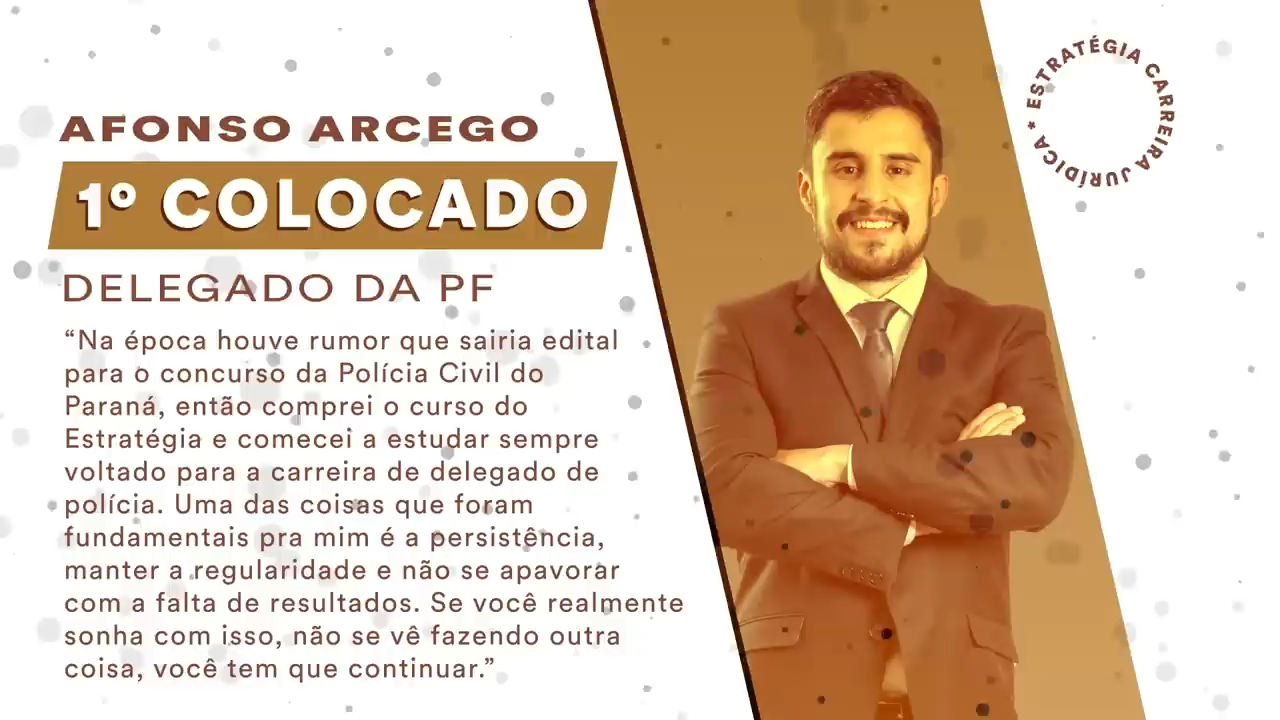 AFONSO ARCEGO
1º COLOCADO
DELEGADO DA PF
“Na época houve rumor que sairia edital
para o concurso da Polícia Civil do
Paraná, então comprei o curso do
Estratégia e comecei a estudar sempre
voltado para a carreira de delegado de
polícia. Uma das coisas que foram
fundamentais pra mim é a persistência,
manter a regularidade e não se apavorar
com a falta de resultados. Se você realmente
sonha com isso, não se vê fazendo outra
coisa, você tem que continuar.”
* ESTRATÉGIA CARREIRA JURÍDICA